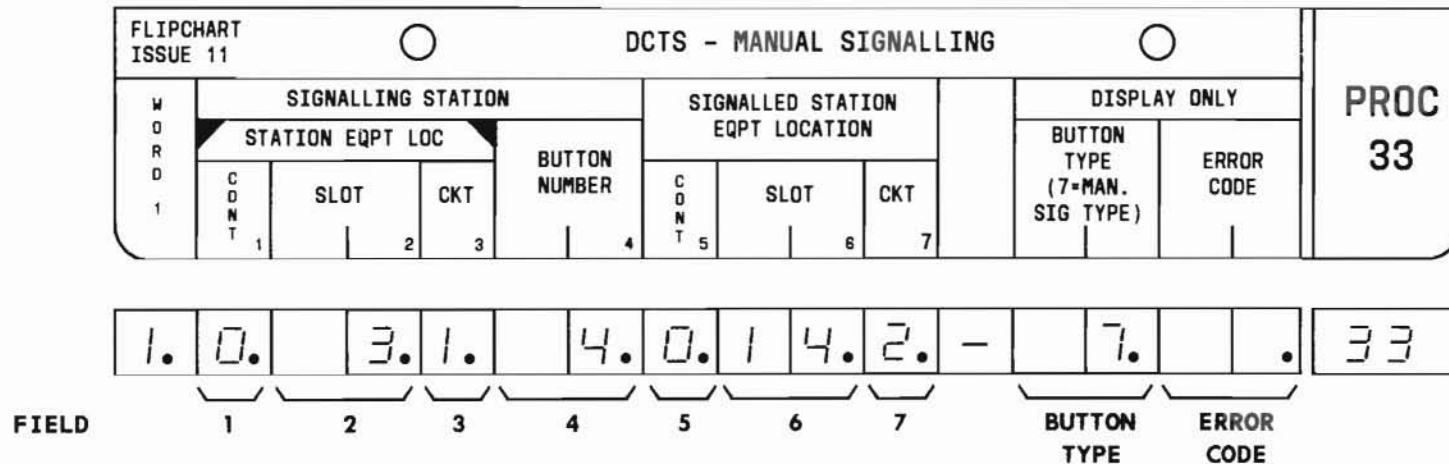 FLIPCHART
ISSUE 11
DCTS - MANUAL SIGNALLING
PROC
33
WORD 1
SIGNALLING STATION
STATION EQPT LOC
CONT 1
SLOT 2
CKT 3
BUTTON
NUMBER 4
SIGNALLED STATION
EQPT LOCATION
CONT 5
SLOT 6
CKT 7
DISPLAY ONLY
BUTTON
TYPE
(7=MAN.
SIG TYPE)
ERROR
CODE
1. 0. 3. 1. 4. 0. 1 4. 2. - 7. . 33
FIELD 1 2 3 4 5 6 7 BUTTON TYPE ERROR CODE